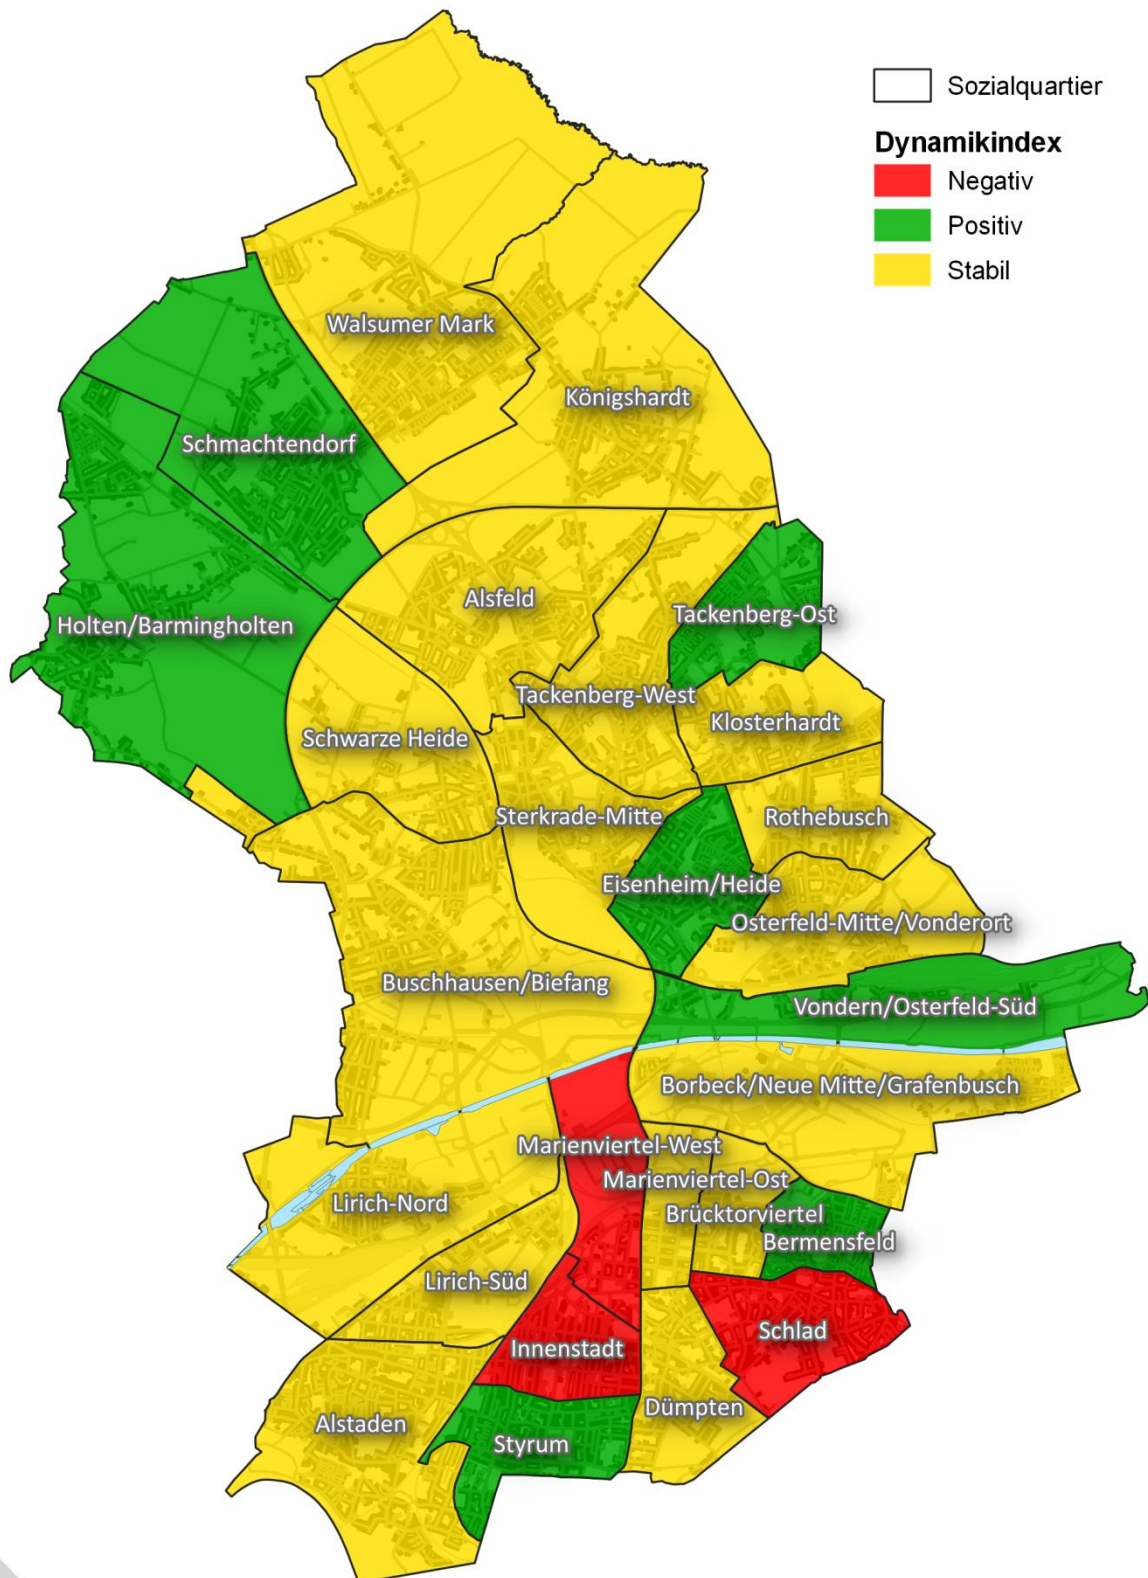 Sozialquartier
Dynamikindex
Negativ
Positiv
Stabil
Walsumer Mark
Königshardt
Schmachtendorf
Alsfeld
Tackenberg-Ost
Holten/Barmingholten
Tackenberg-West
Klosterhardt
Schwarze Heide
Sterkrade-Mitte
Rothebusch
Eisenheim/Heide
Osterfeld-Mitte/Vonderort
Buschhausen/Biefang
Vondern/Osterfeld-Süd
Borbeck/Neue Mitte/Grafenbusch
Marienviertel-West
Marienviertel-Ost
Lirich-Nord
Brücktorviertel
Bermensfeld
Lirich-Süd
Schlad
Innenstadt
Dümpten
Alstaden
Styrum